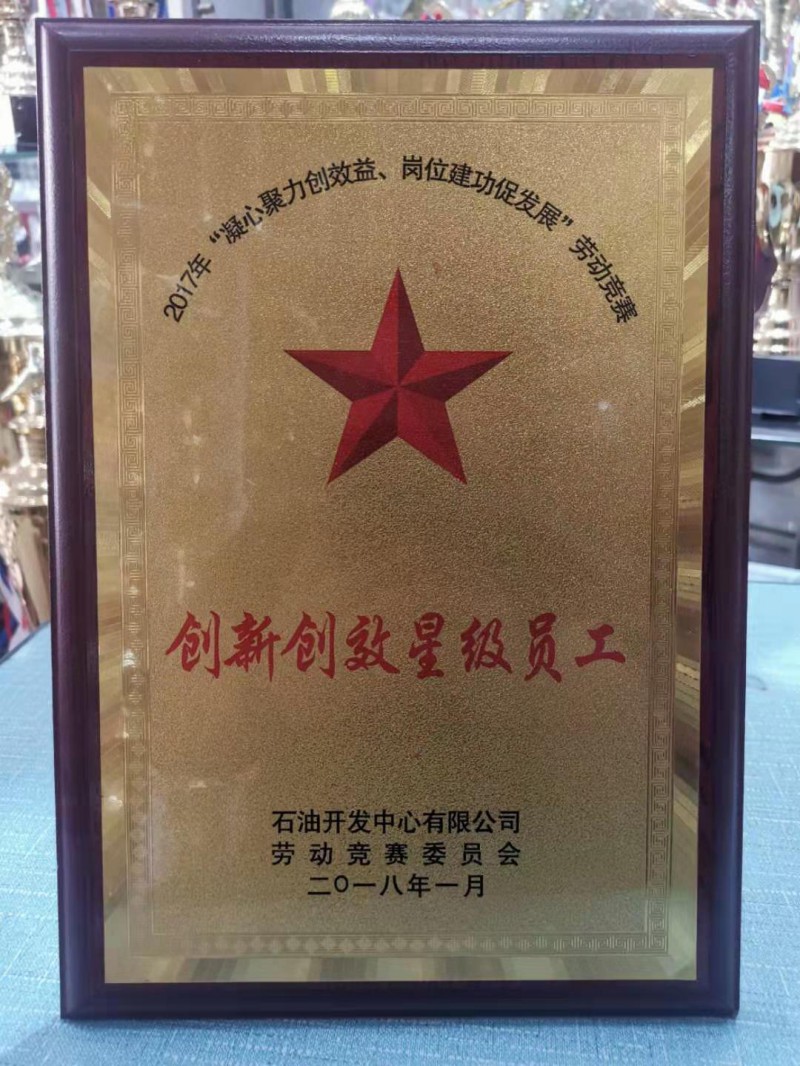 2017年“凝心聚力创效益、岗位建功促发展”劳动竞赛
创新创效星级员工
石油开发中心有限公司
劳动竞赛委员会
二〇一八年一月